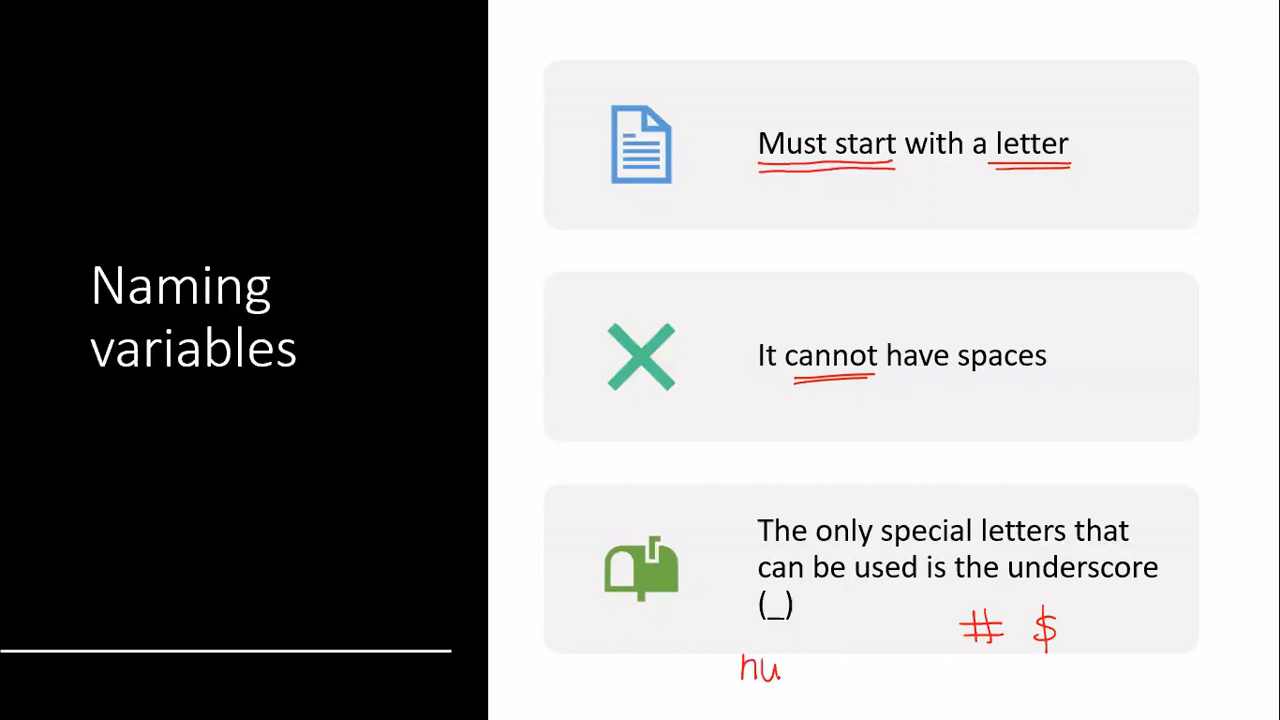 Naming
variables
Must start with a letter
It cannot have spaces
The only special letters that
can be used is the underscore
(_)
# $
nu